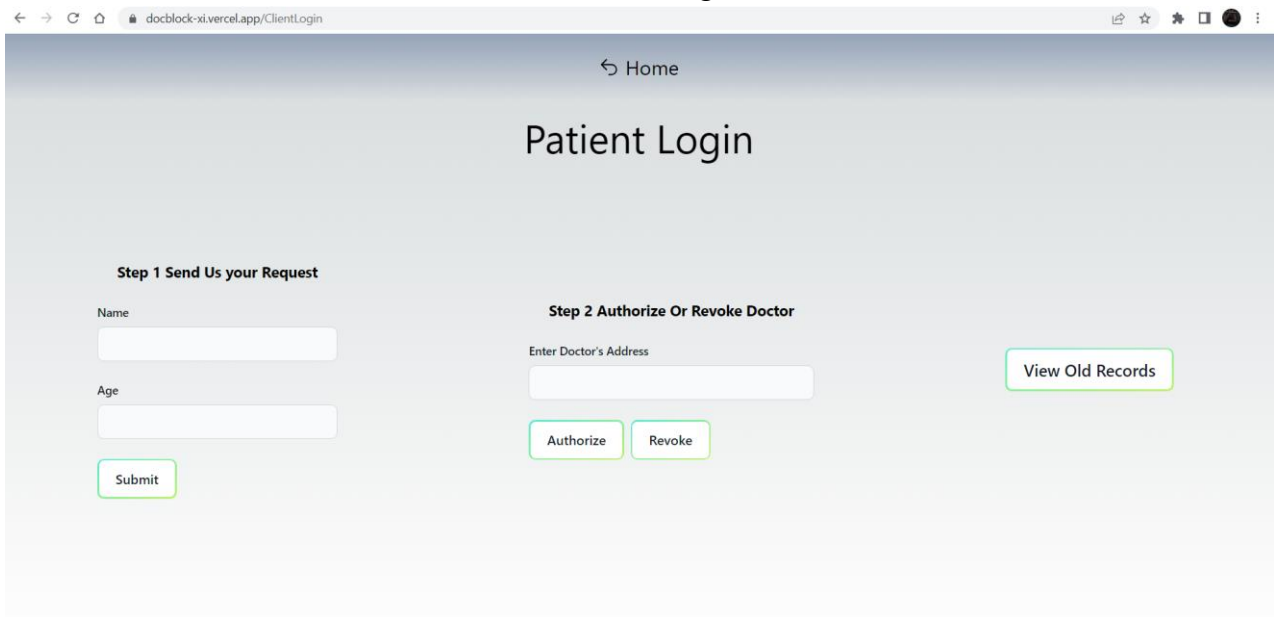 docblock-xi.vercel.app/ClientLogin
Home
Patient Login
Step 1 Send Us your Request
Name
Age
Submit
Step 2 Authorize Or Revoke Doctor
Enter Doctor's Address
Authorize Revoke
View Old Records